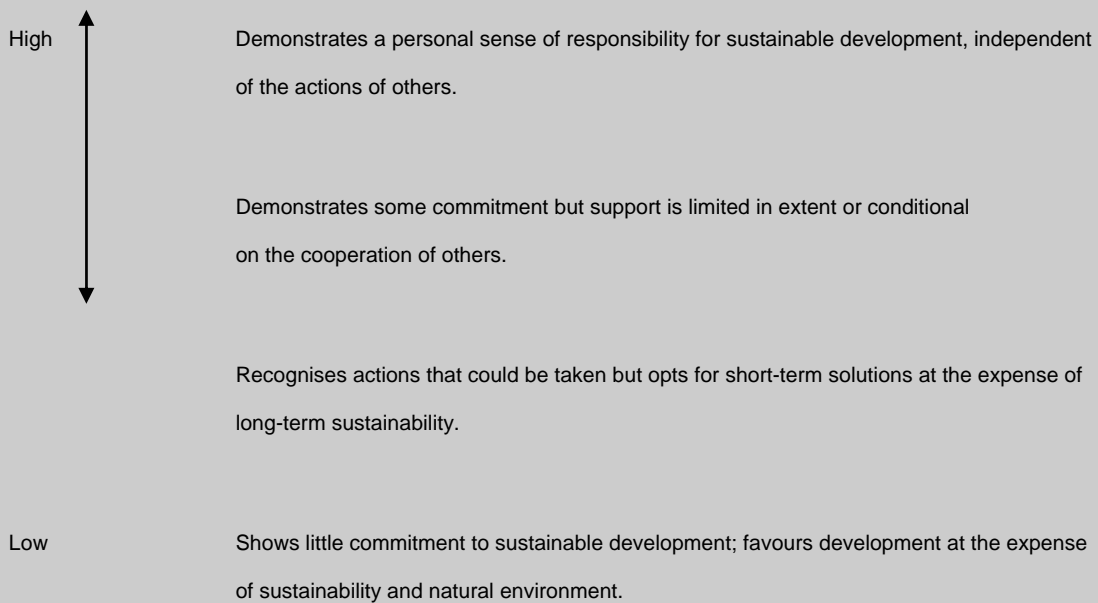 High Demonstrates a personal sense of responsibility for sustainable development, independent
of the actions of others.
Demonstrates some commitment but support is limited in extent or conditional
on the cooperation of others.
Recognises actions that could be taken but opts for short-term solutions at the expense of
long-term sustainability.
Low Shows little commitment to sustainable development; favours development at the expense
of sustainability and natural environment.